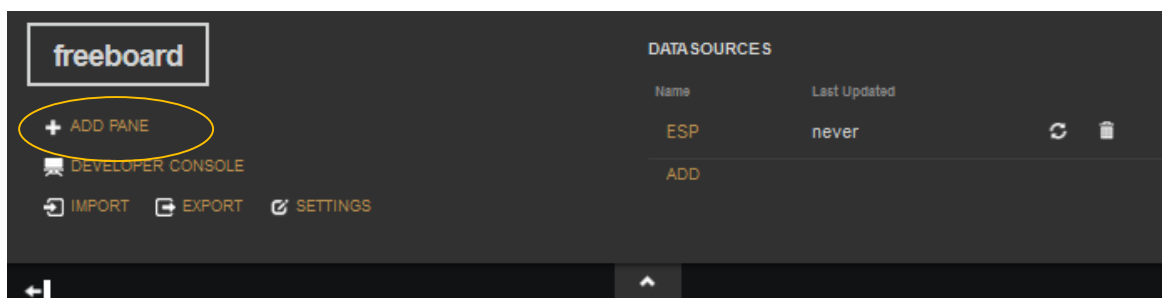 freeboard
ADD PANE
DEVELOPER CONSOLE
IMPORT EXPORT SETTINGS
DATASOURCES
Name Last Updated
ESP never
ADD